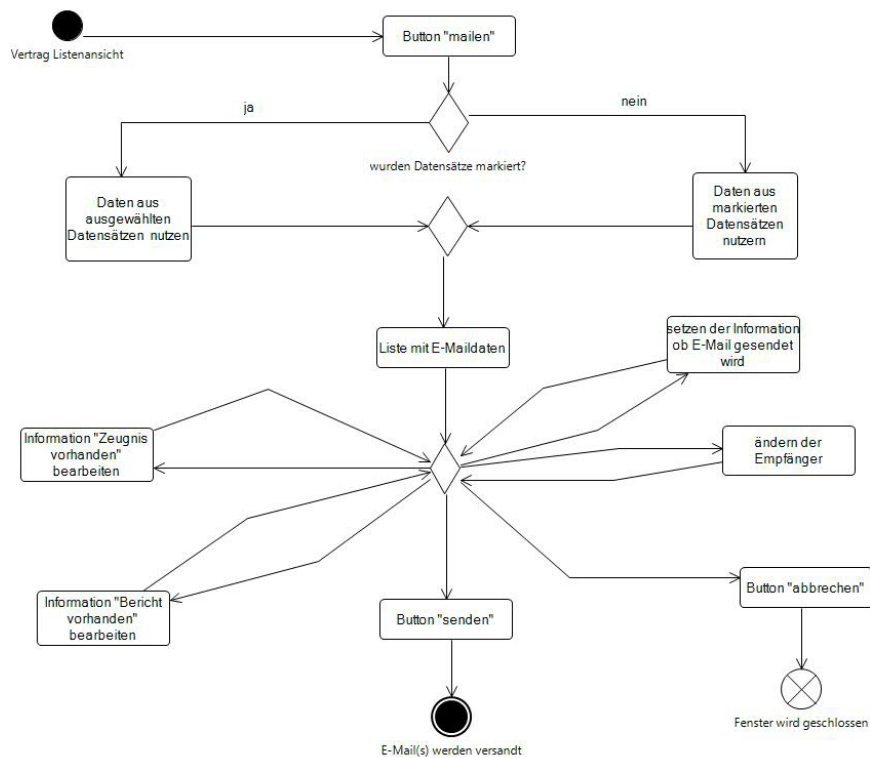 Vertrag Listenansicht
Button "mailen"
ja
nein
wurden Datensätze markiert?
Daten aus
ausgewählten
Datensätzen nutzen
Daten aus
markierten
Datensätzen
nutzern
Liste mit E-Maildaten
setzen der Information
ob E-Mail gesendet
wird
Information "Zeugnis
vorhanden"
bearbeiten
ändern der
Empfänger
Information "Bericht
vorhanden"
bearbeiten
Button "senden"
Button "abbrechen"
Fenster wird geschlossen
E-Mail(s) werden versandt